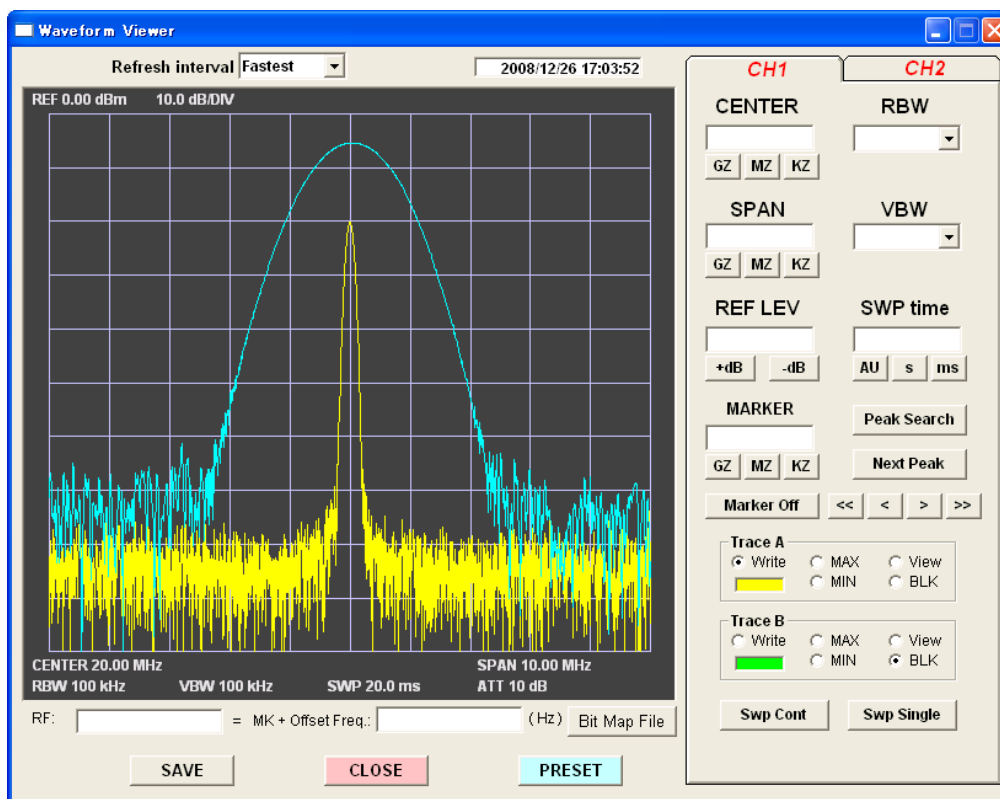 Waveform Viewer
Refresh interval Fastest
2008/12/26 17:03:52
REF 0.00 dBm 10.0 dB/DIV
CENTER 20.00 MHz SPAN 10.00 MHz
RBW 100 kHz VBW 100 kHz SWP 20.0 ms ATT 10 dB
RF: = MK + Offset Freq.: (Hz) Bit Map File
SAVE CLOSE PRESET
CH1 CH2
CENTER RBW
GZ MZ KZ
SPAN VBW
GZ MZ KZ
REF LEV SWP time
+dB -dB AU s ms
MARKER Peak Search
GZ MZ KZ Next Peak
Marker Off << < > >>
Trace A
Write MAX View
MIN BLK
Trace B
Write MAX View
MIN BLK
Swp Cont Swp Single